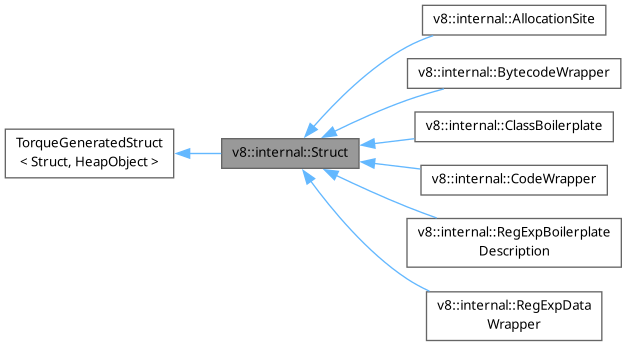 TorqueGeneratedStruct
< Struct, HeapObject >
v8::internal::Struct
v8::internal::AllocationSite
v8::internal::BytecodeWrapper
v8::internal::ClassBoilerplate
v8::internal::CodeWrapper
v8::internal::RegExpBoilerplate
Description
v8::internal::RegExpData
Wrapper